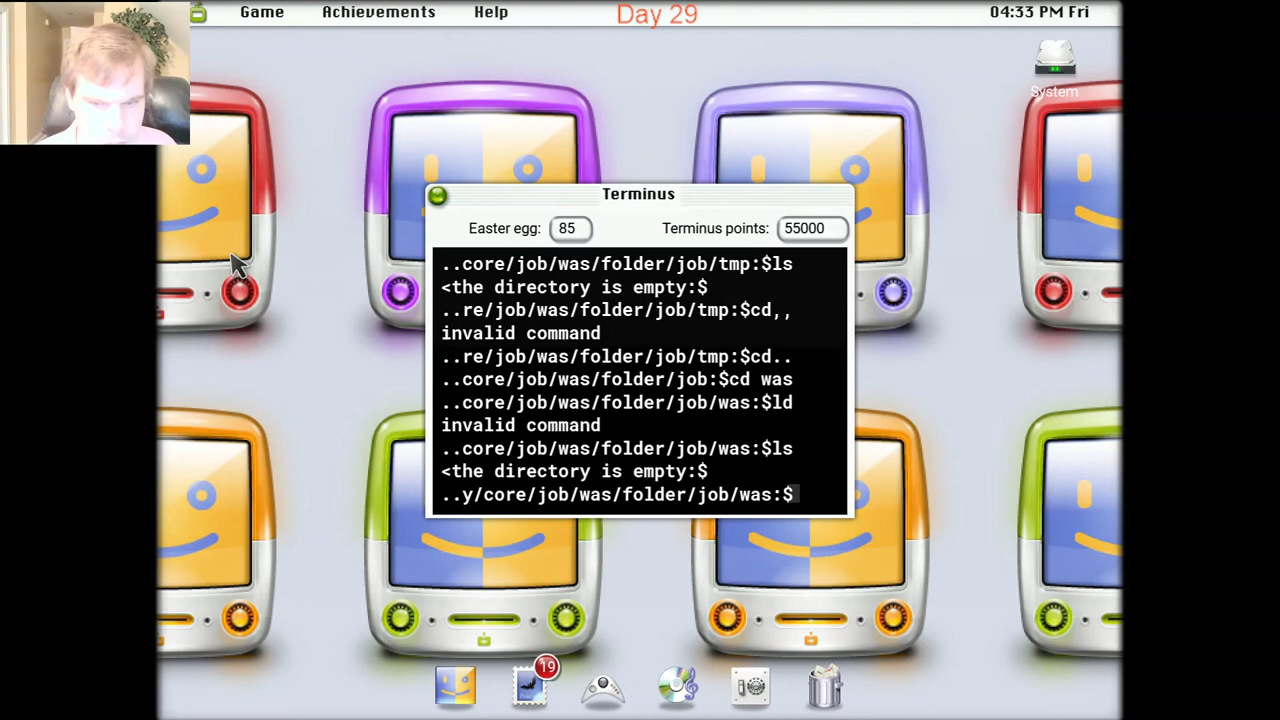 Game Achievements Help Day 29 04:33 PM Fri
System
Terminus
Easter egg: 85 Terminus points: 55000
..core/job/was/folder/job/tmp:$ls
<the directory is empty:$
..re/job/was/folder/job/tmp:$cd,,
invalid command
..re/job/was/folder/job/tmp:$cd..
..core/job/was/folder/job:$cd was
..core/job/was/folder/job/was:$ld
invalid command
..core/job/was/folder/job/was:$ls
<the directory is empty:$
..y/core/job/was/folder/job/was:$
19